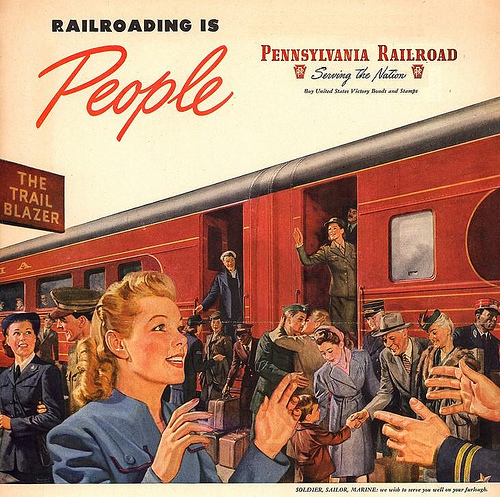 RAILROADING IS
People
PENNSYLVANIA RAILROAD
Serving the Nation
Buy United States Victory Bonds and Stamps
THE
TRAIL
BLAZER
I A
SOLDIER, SAILOR, MARINE: we wish to serve you well on your furlough.